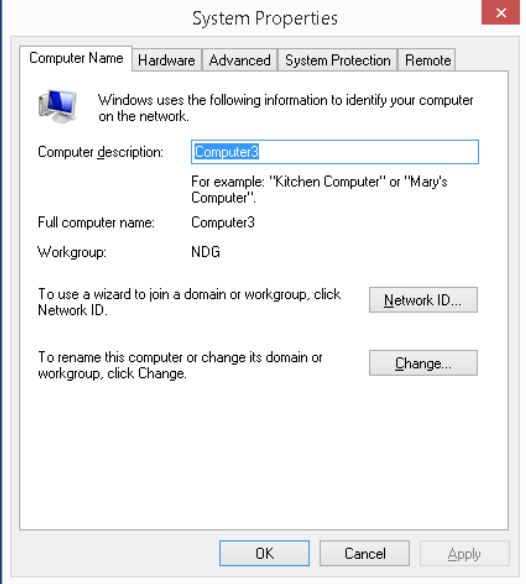 System Properties
Computer Name
Hardware
Advanced
System Protection
Remote
Windows uses the following information to identify your computer
on the network.
Computer description:
Computer3
For example: "Kitchen Computer" or "Mary's
Computer".
Full computer name:
Computer3
Workgroup:
NDG
To use a wizard to join a domain or workgroup, click
Network ID.
Network ID...
To rename this computer or change its domain or
workgroup, click Change.
Change...
OK
Cancel
Apply